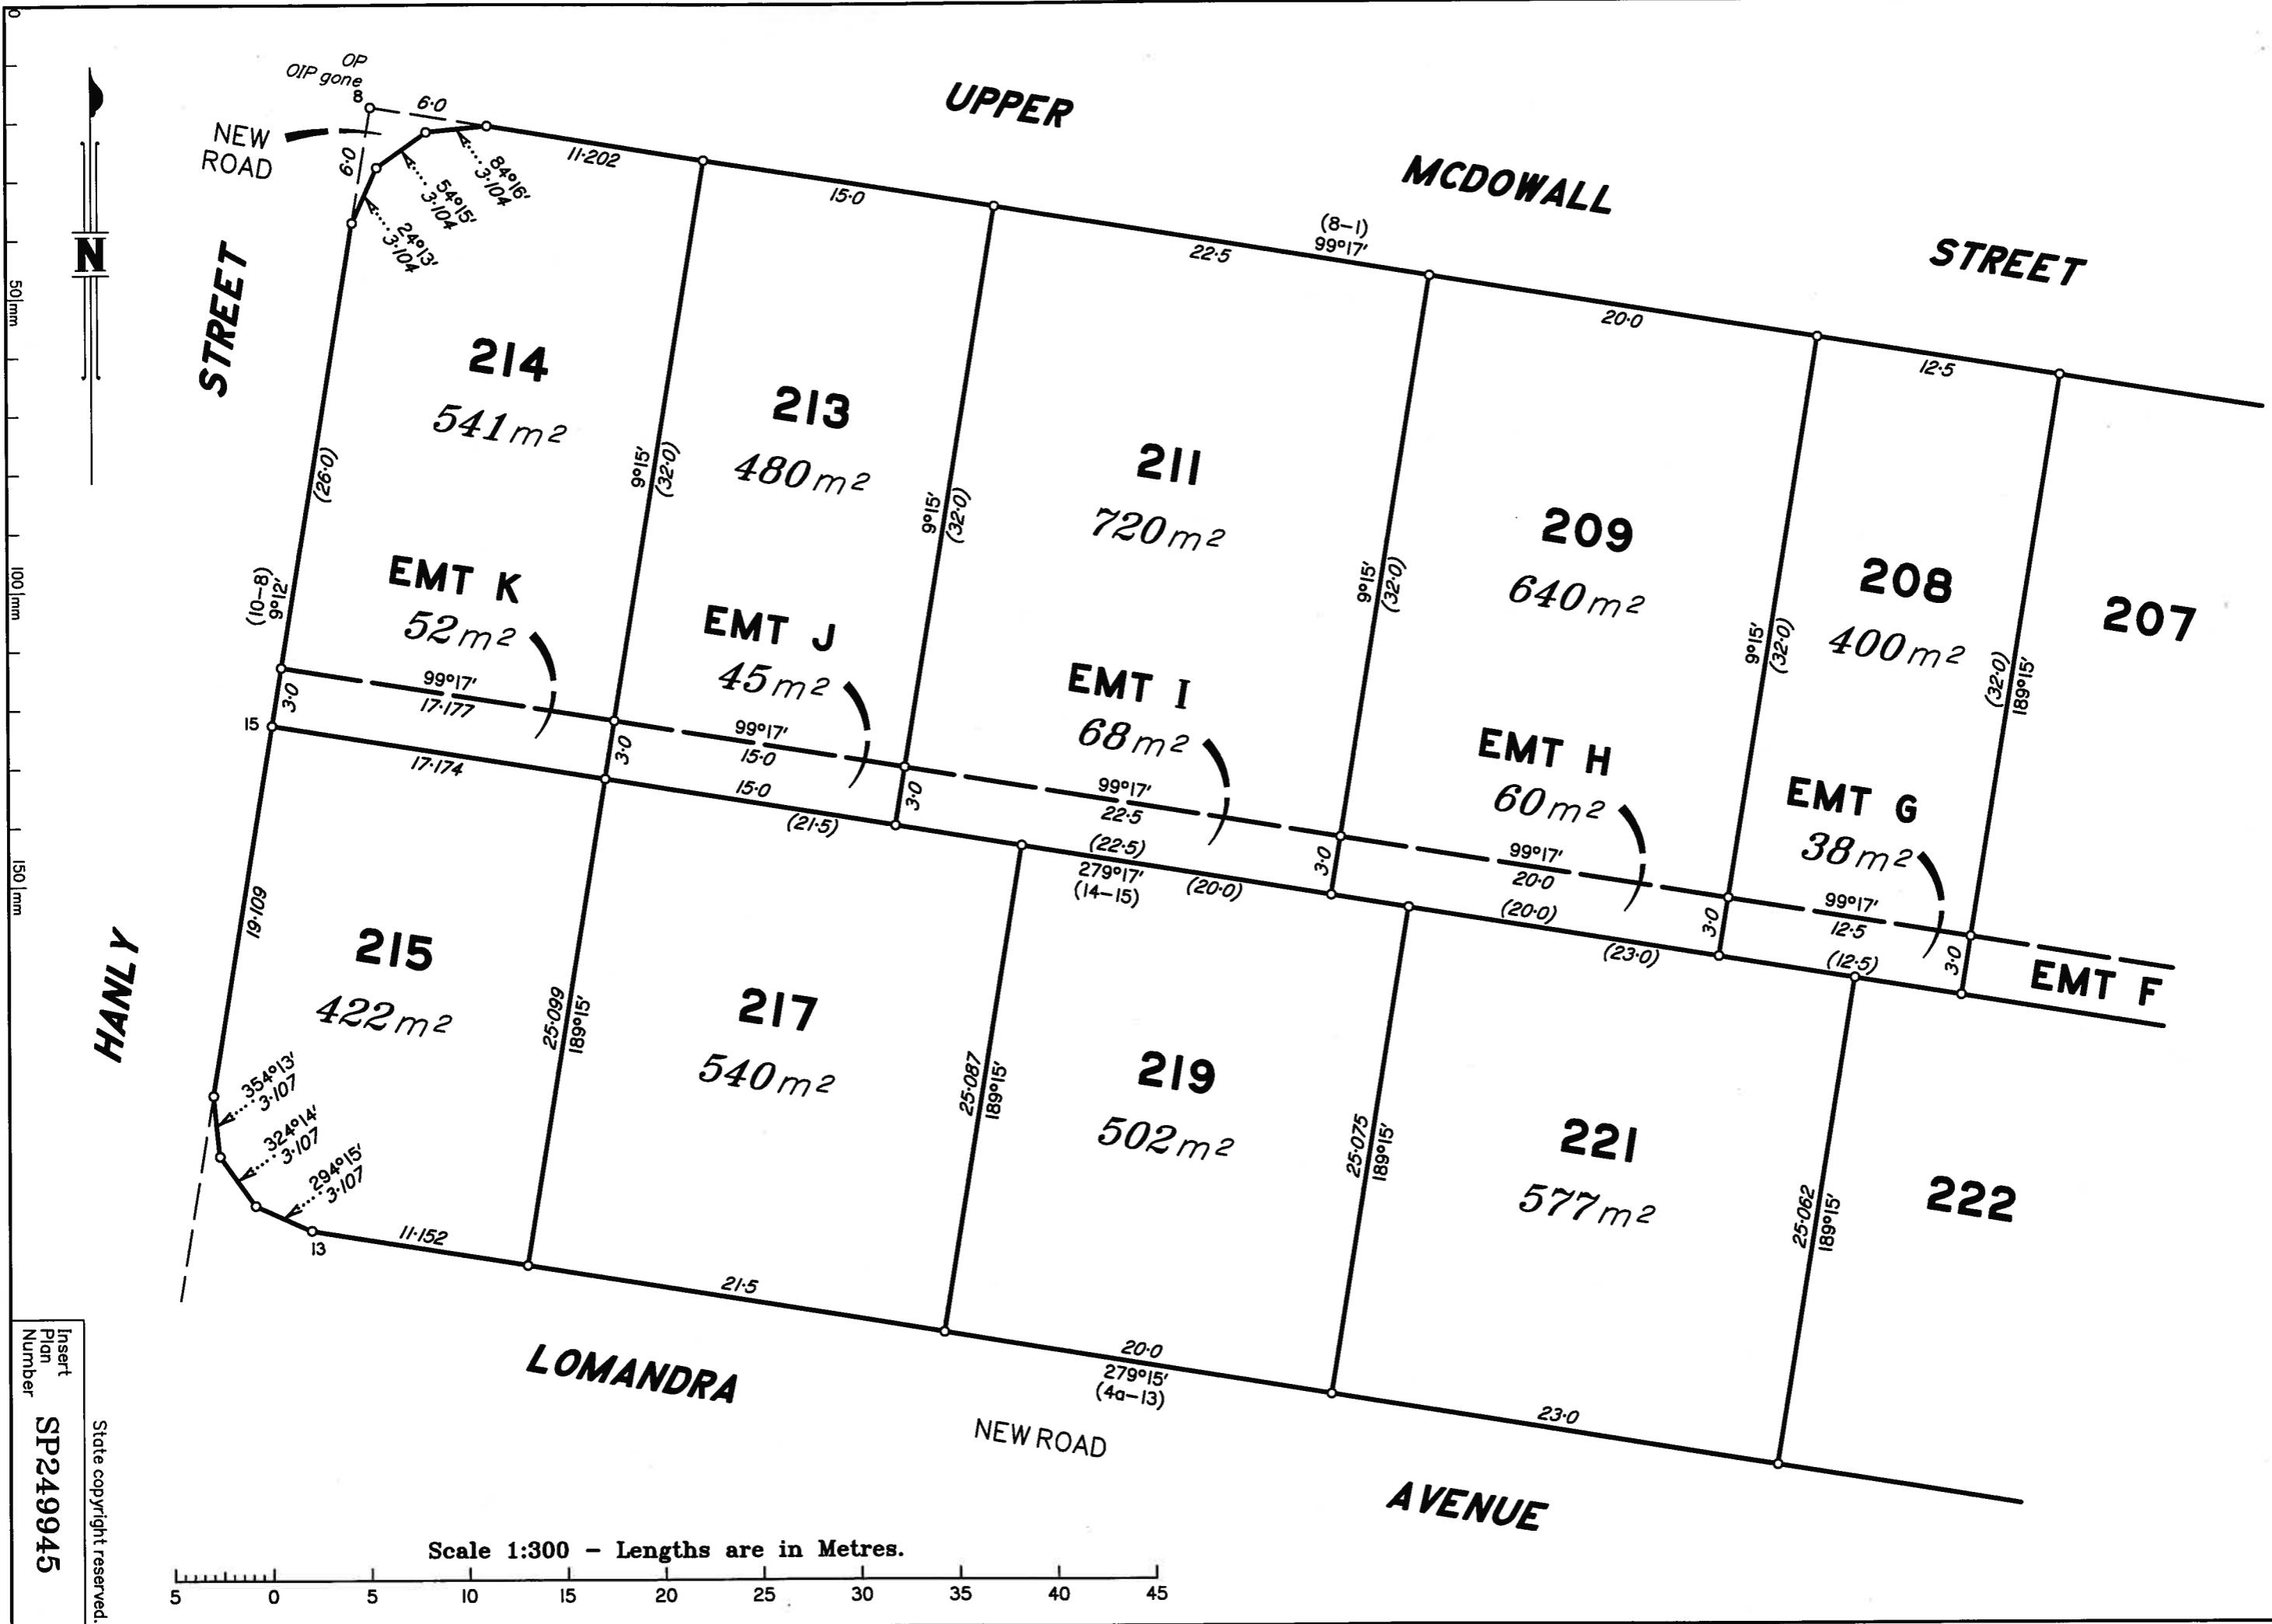 OP
OIP gone
8
6·0
6·0
NEW
ROAD
84°16'
3·104
54°15'
3·104
24°13'
3·104
UPPER
MCDOWALL
STREET
11·202
15·0
22·5
(8–1)
99°17'
20·0
12·5
N
STREET
HANLY
214
541m²
213
480m²
211
720m²
209
640m²
208
400m²
207
(26·0)
(10–8)
9°12'
9°15'
(32·0)
9°15'
(32·0)
9°15'
(32·0)
9°15'
(32·0)
(32·0)
189°15'
EMT K
52m²
EMT J
45m²
EMT I
68m²
EMT H
60m²
EMT G
38m²
EMT F
99°17'
17·177
99°17'
15·0
99°17'
22·5
99°17'
20·0
99°17'
12·5
3·0
3·0
3·0
3·0
3·0
3·0
15
17·174
15·0
(21·5)
(22·5)
279°17'
(14–15)
(20·0)
(20·0)
(23·0)
(12·5)
19·109
215
422m²
217
540m²
219
502m²
221
577m²
222
25·099
189°15'
25·087
189°15'
25·075
189°15'
25·062
189°15'
354°13'
3·107
324°14'
3·107
294°15'
3·107
13
11·152
21·5
20·0
279°15'
(4a–13)
23·0
LOMANDRA
NEW ROAD
AVENUE
Scale 1:300 – Lengths are in Metres.
5 0 5 10 15 20 25 30 35 40 45
0
50mm
100mm
150mm
Insert
Plan
Number
SP249945
State copyright reserved.